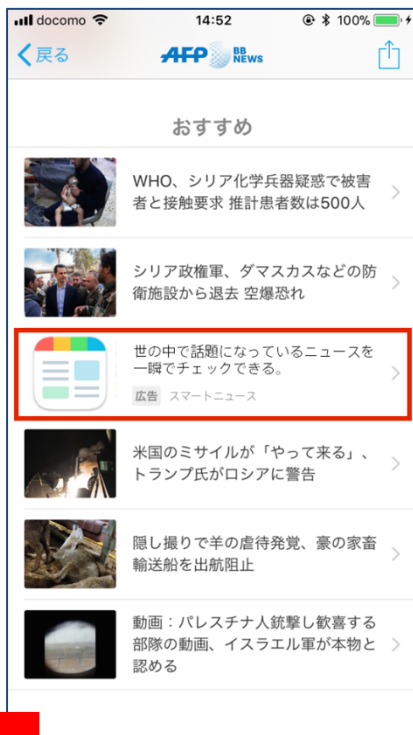 docomo 14:52 100%
戻る AFP BB NEWS
おすすめ
WHO、シリア化学兵器疑惑で被害
者と接触要求 推計患者数は500人
シリア政権軍、ダマスカスなどの防
衛施設から退去 空爆恐れ
世の中で話題になっているニュースを
一瞬でチェックできる。
広告 スマートニュース
米国のミサイルが「やって来る」、
トランプ氏がロシアに警告
隠し撮りで羊の虐待発覚、豪の家畜
輸送船を出航阻止
動画：パレスチナ人銃撃し歓喜する
部隊の動画、イスラエル軍が本物と
認める